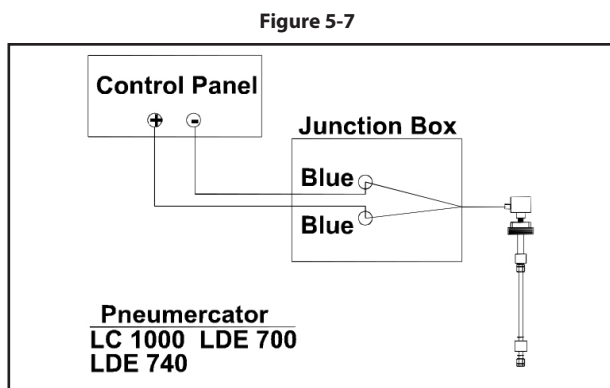 Figure 5-7
Control Panel
+ -
Junction Box
Blue
Blue
Pneumercator
LC 1000 LDE 700
LDE 740